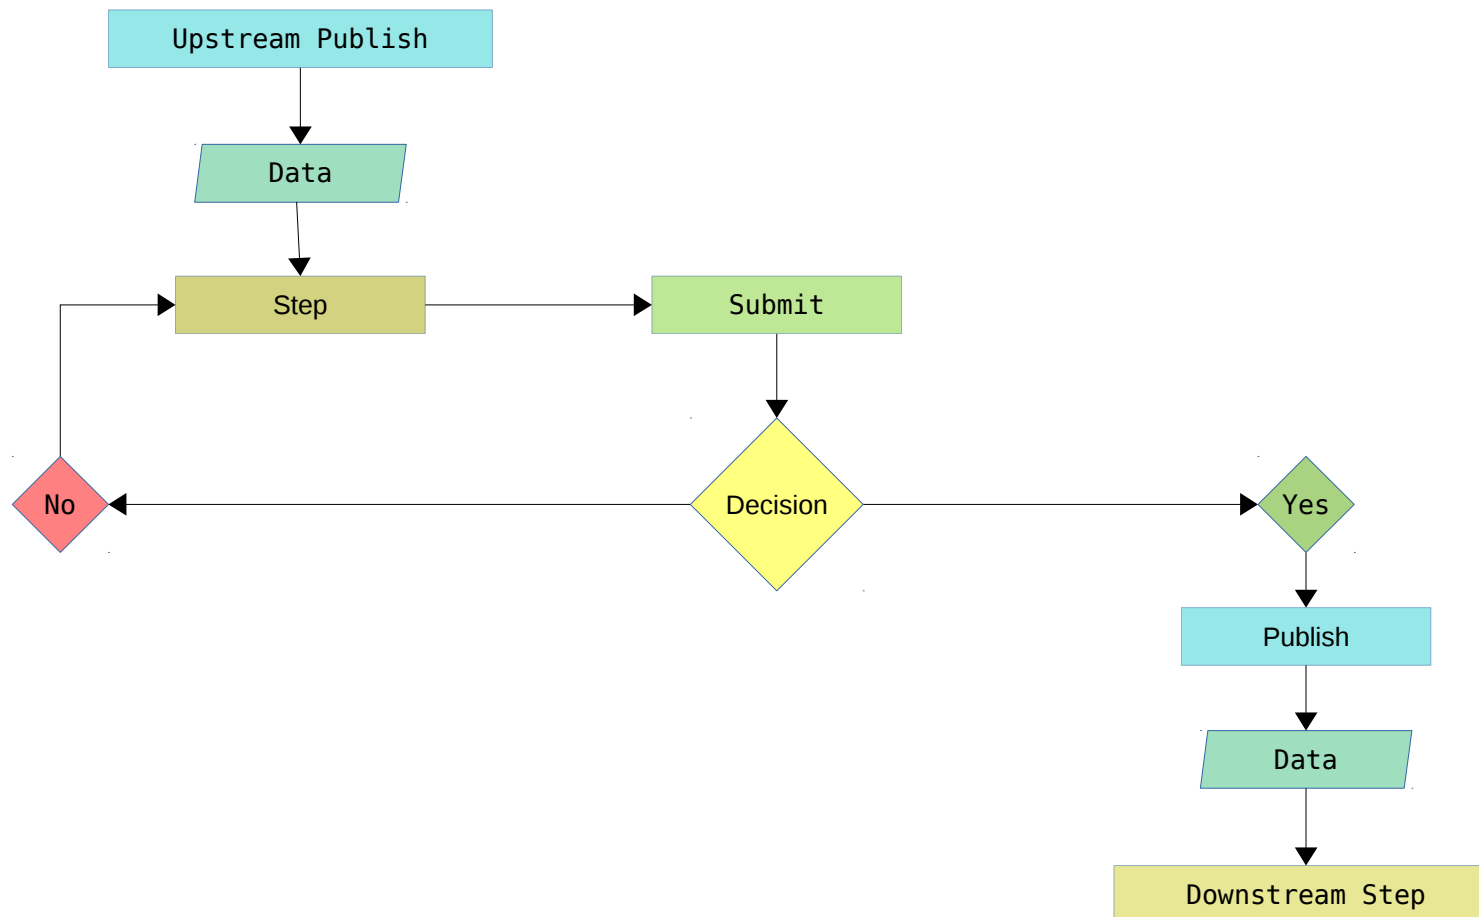 Upstream Publish
Data
Step
Submit
No
Decision
Yes
Publish
Data
Downstream Step